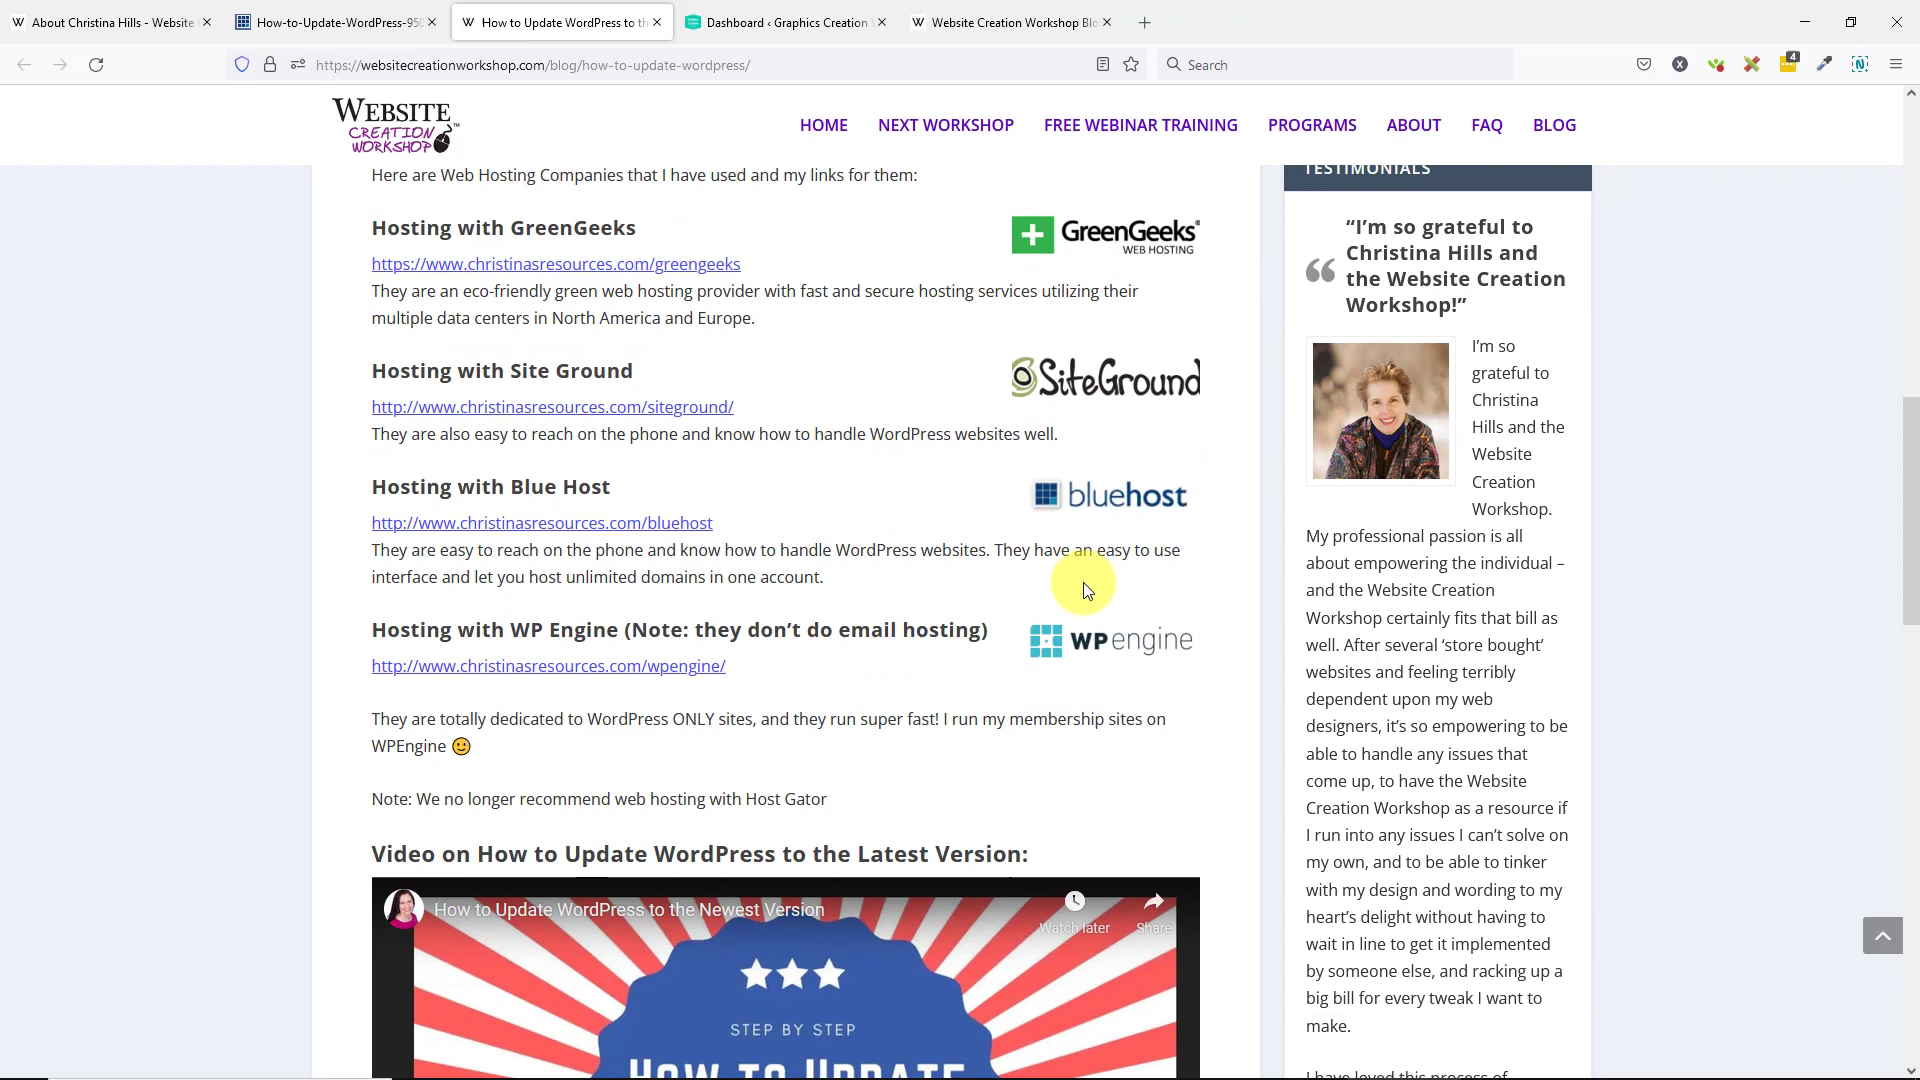 About Christina Hills - Website
How-to-Update-WordPress-950
How to Update WordPress to th
Dashboard ‹ Graphics Creation
Website Creation Workshop Blo
https://websitecreationworkshop.com/blog/how-to-update-wordpress/
Search
4
WEBSITE
CREATION
WORKSHOP
HOME
NEXT WORKSHOP
FREE WEBINAR TRAINING
PROGRAMS
ABOUT
FAQ
BLOG
Here are Web Hosting Companies that I have used and my links for them:
Hosting with GreenGeeks
GreenGeeks®
WEB HOSTING
https://www.christinasresources.com/greengeeks
They are an eco-friendly green web hosting provider with fast and secure hosting services utilizing their
multiple data centers in North America and Europe.
Hosting with Site Ground
SiteGround
http://www.christinasresources.com/siteground/
They are also easy to reach on the phone and know how to handle WordPress websites well.
Hosting with Blue Host
bluehost
http://www.christinasresources.com/bluehost
They are easy to reach on the phone and know how to handle WordPress websites. They have an easy to use
interface and let you host unlimited domains in one account.
Hosting with WP Engine (Note: they don’t do email hosting)
WP engine
http://www.christinasresources.com/wpengine/
They are totally dedicated to WordPress ONLY sites, and they run super fast! I run my membership sites on
WPEngine 🙂
Note: We no longer recommend web hosting with Host Gator
Video on How to Update WordPress to the Latest Version:
How to Update WordPress to the Newest Version
Watch later
Share
STEP BY STEP
HOW TO UPDATE
TESTIMONIALS
“I’m so grateful to
Christina Hills and
the Website Creation
Workshop!”
I’m so
grateful to
Christina
Hills and the
Website
Creation
Workshop.
My professional passion is all
about empowering the individual –
and the Website Creation
Workshop certainly fits that bill as
well. After several ‘store bought’
websites and feeling terribly
dependent upon my web
designers, it’s so empowering to be
able to handle any issues that
come up, to have the Website
Creation Workshop as a resource if
I run into any issues I can’t solve on
my own, and to be able to tinker
with my design and wording to my
heart’s delight without having to
wait in line to get it implemented
by someone else, and racking up a
big bill for every tweak I want to
make.
I have loved this process of